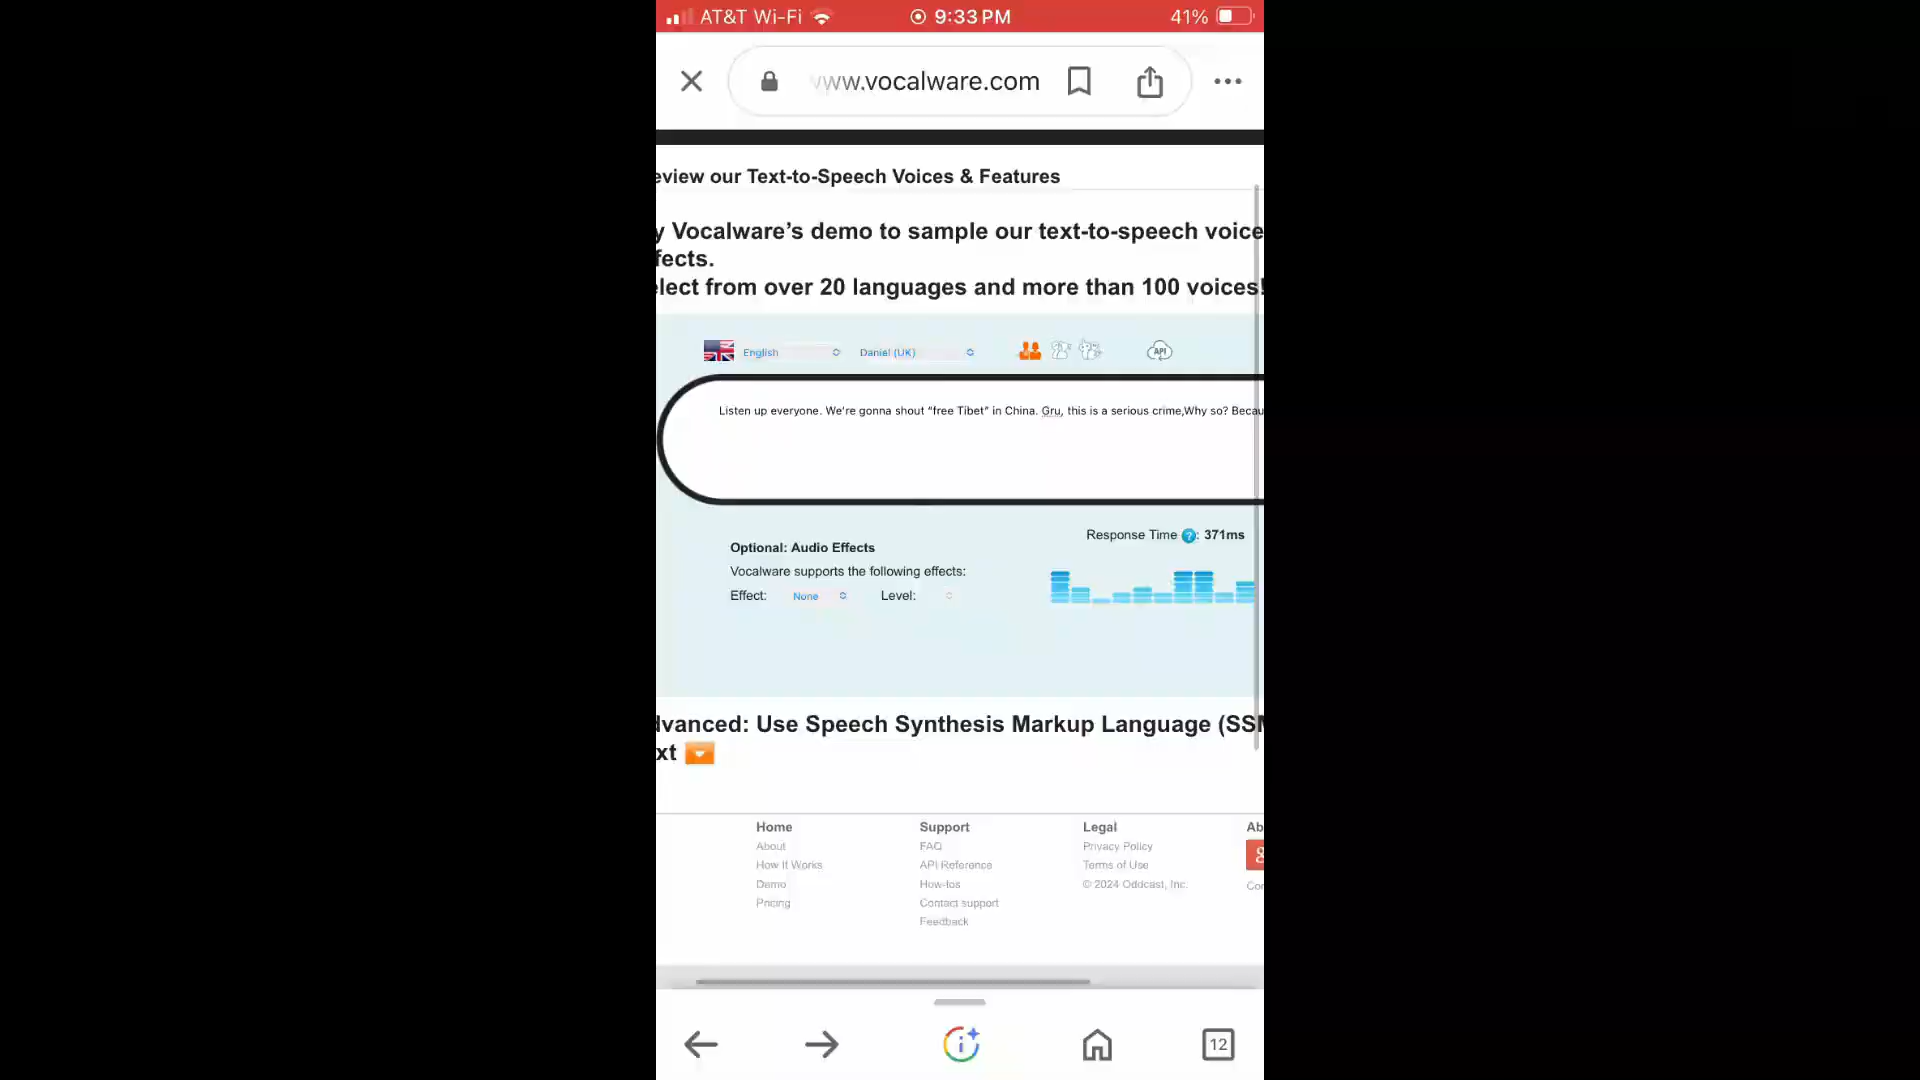 AT&T Wi-Fi 9:33 PM 41%
www.vocalware.com
eview our Text-to-Speech Voices & Features
y Vocalware's demo to sample our text-to-speech voice
fects.
lect from over 20 languages and more than 100 voices!
English Daniel (UK) API
Listen up everyone. We're gonna shout “free Tibet” in China. Gru, this is a serious crime,Why so? Becau
Response Time ?: 371ms
Optional: Audio Effects
Vocalware supports the following effects:
Effect: None Level:
dvanced: Use Speech Synthesis Markup Language (SSM
xt
Home Support Legal Ab
About FAQ Privacy Policy
How It Works API Reference Terms of Use
Demo How-tos © 2024 Oddcast, Inc. Con
Pricing Contact support
Feedback
12